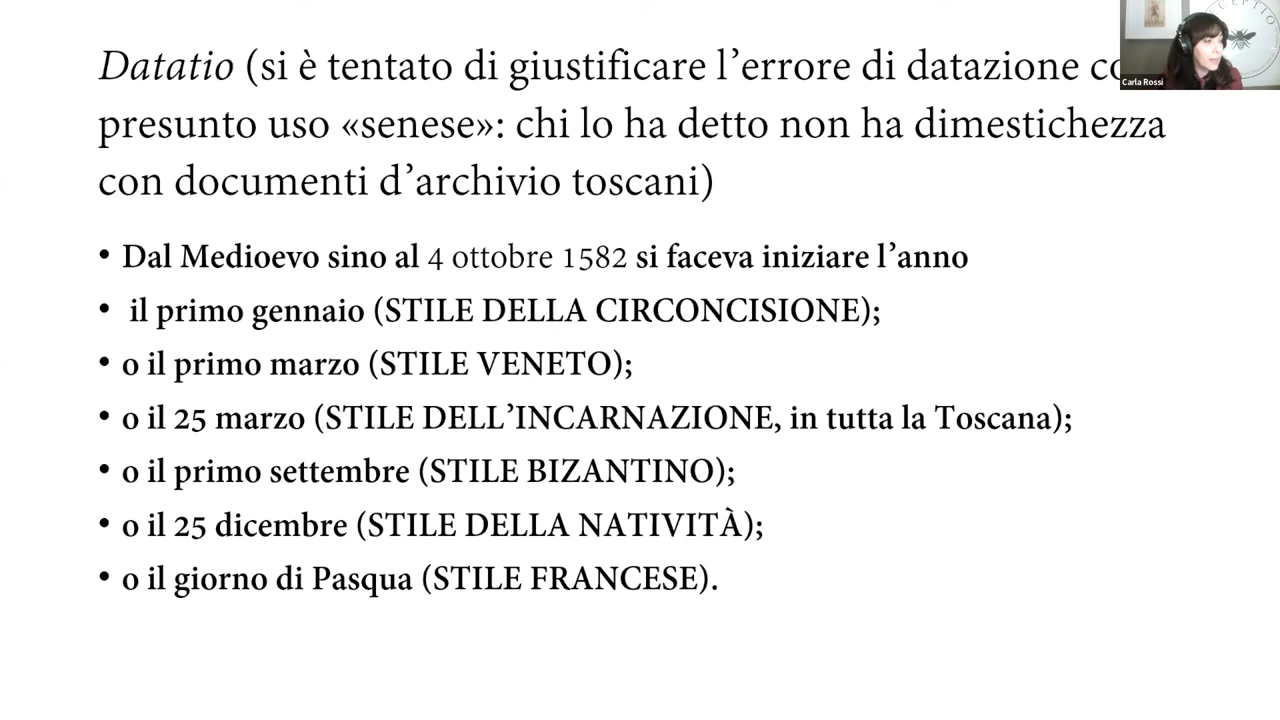 Datatio (si è tentato di giustificare l’errore di datazione
presunto uso «senese»: chi lo ha detto non ha dimestichezza
con documenti d’archivio toscani)
• Dal Medioevo sino al 4 ottobre 1582 si faceva iniziare l’anno
• il primo gennaio (STILE DELLA CIRCONCISIONE);
• o il primo marzo (STILE VENETO);
• o il 25 marzo (STILE DELL’INCARNAZIONE, in tutta la Toscana);
• o il primo settembre (STILE BIZANTINO);
• o il 25 dicembre (STILE DELLA NATIVITÀ);
• o il giorno di Pasqua (STILE FRANCESE).
Carla Rossi